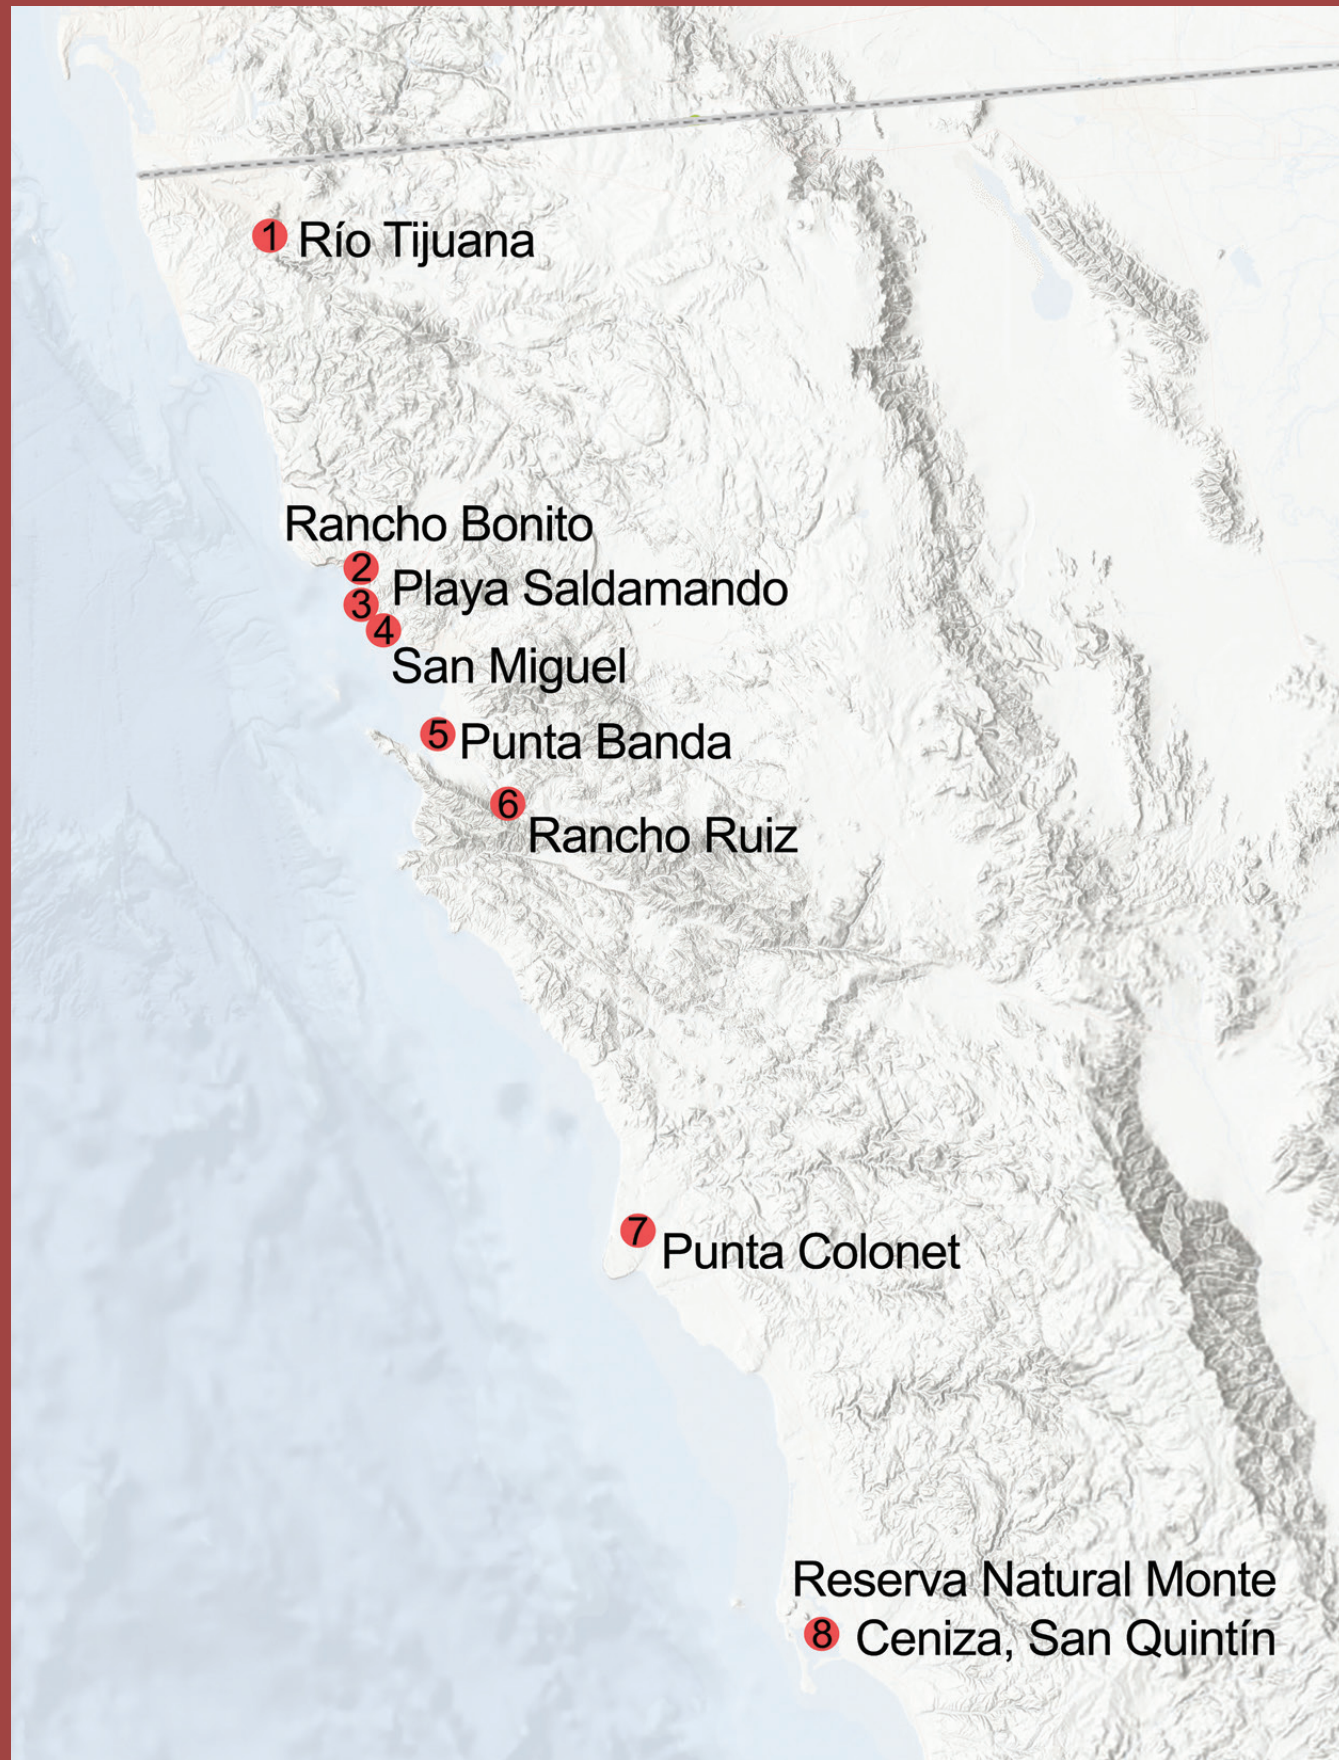 1 Río Tijuana
Rancho Bonito
2
Playa Saldamando
3
4
San Miguel
5 Punta Banda
6
Rancho Ruiz
7
Punta Colonet
Reserva Natural Monte
8 Ceniza, San Quintín